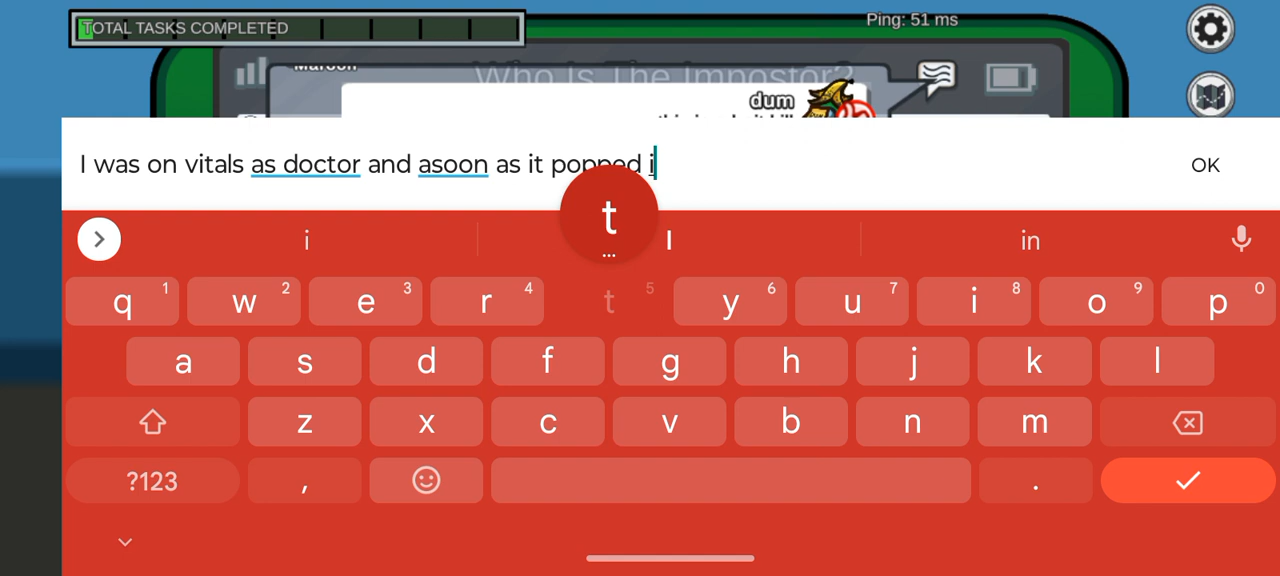 TOTAL TASKS COMPLETED
Ping: 51 ms
Maroon
Who Is The Impostor?
dum
I was on vitals as doctor and asoon as it popped i
OK
t
...
i
I
in
q 1 w 2 e 3 r 4 t 5 y 6 u 7 i 8 o 9 p 0
a s d f g h j k l
z x c v b n m
?123 , .